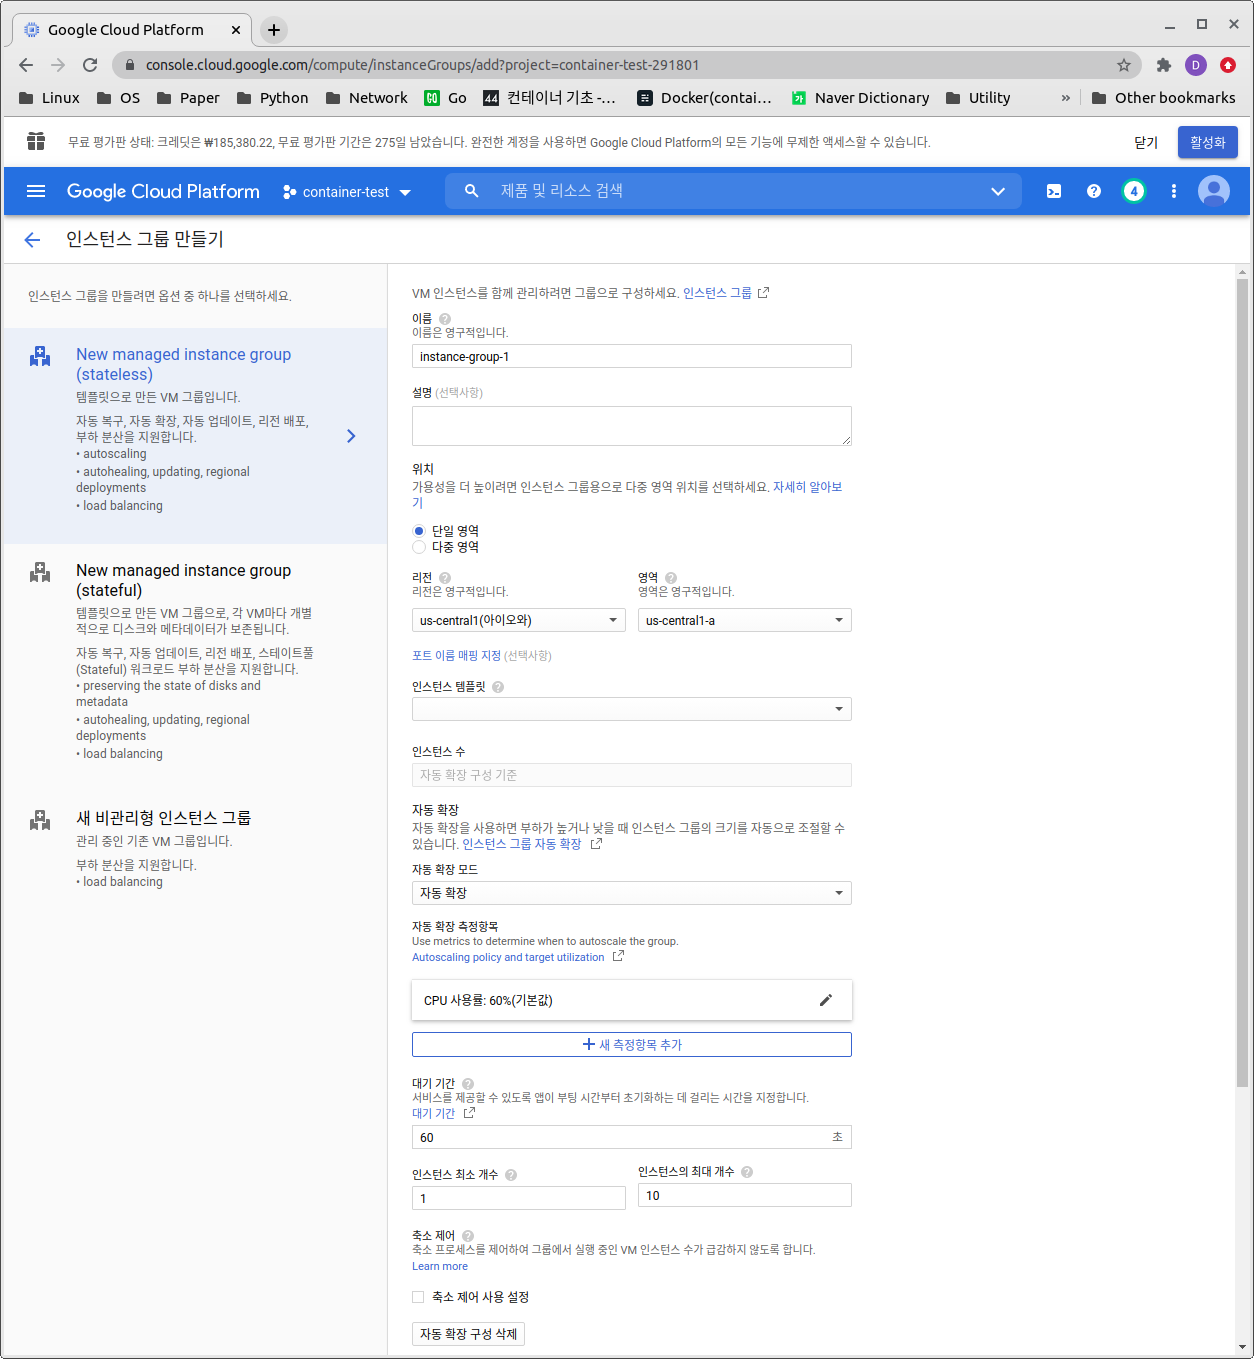 Google Cloud Platform
console.cloud.google.com/compute/instanceGroups/add?project=container-test-291801
D
Linux OS Paper Python Network GO Go 44 컨테이너 기초 -... Docker(contai... Naver Dictionary Utility » Other bookmarks
무료 평가판 상태: 크레딧은 ₩185,380.22, 무료 평가판 기간은 275일 남았습니다. 완전한 계정을 사용하면 Google Cloud Platform의 모든 기능에 무제한 액세스할 수 있습니다. 닫기 활성화
Google Cloud Platform container-test 제품 및 리소스 검색 4
인스턴스 그룹 만들기
인스턴스 그룹을 만들려면 옵션 중 하나를 선택하세요.
New managed instance group
(stateless)
템플릿으로 만든 VM 그룹입니다.
자동 복구, 자동 확장, 자동 업데이트, 리전 배포,
부하 분산을 지원합니다.
• autoscaling
• autohealing, updating, regional
deployments
• load balancing
New managed instance group
(stateful)
템플릿으로 만든 VM 그룹으로, 각 VM마다 개별
적으로 디스크와 메타데이터가 보존됩니다.
자동 복구, 자동 업데이트, 리전 배포, 스테이트풀
(Stateful) 워크로드 부하 분산을 지원합니다.
• preserving the state of disks and
metadata
• autohealing, updating, regional
deployments
• load balancing
새 비관리형 인스턴스 그룹
관리 중인 기존 VM 그룹입니다.
부하 분산을 지원합니다.
• load balancing
VM 인스턴스를 함께 관리하려면 그룹으로 구성하세요. 인스턴스 그룹
이름
이름은 영구적입니다.
instance-group-1
설명 (선택사항)
위치
가용성을 더 높이려면 인스턴스 그룹용으로 다중 영역 위치를 선택하세요. 자세히 알아보
기
단일 영역
다중 영역
리전 영역
리전은 영구적입니다. 영역은 영구적입니다.
us-central1(아이오와) us-central1-a
포트 이름 매핑 지정 (선택사항)
인스턴스 템플릿
인스턴스 수
자동 확장 구성 기준
자동 확장
자동 확장을 사용하면 부하가 높거나 낮을 때 인스턴스 그룹의 크기를 자동으로 조절할 수
있습니다. 인스턴스 그룹 자동 확장
자동 확장 모드
자동 확장
자동 확장 측정항목
Use metrics to determine when to autoscale the group.
Autoscaling policy and target utilization
CPU 사용률: 60%(기본값)
+ 새 측정항목 추가
대기 기간
서비스를 제공할 수 있도록 앱이 부팅 시간부터 초기화하는 데 걸리는 시간을 지정합니다.
대기 기간
60 초
인스턴스 최소 개수 인스턴스의 최대 개수
1 10
축소 제어
축소 프로세스를 제어하여 그룹에서 실행 중인 VM 인스턴스 수가 급감하지 않도록 합니다.
Learn more
축소 제어 사용 설정
자동 확장 구성 삭제